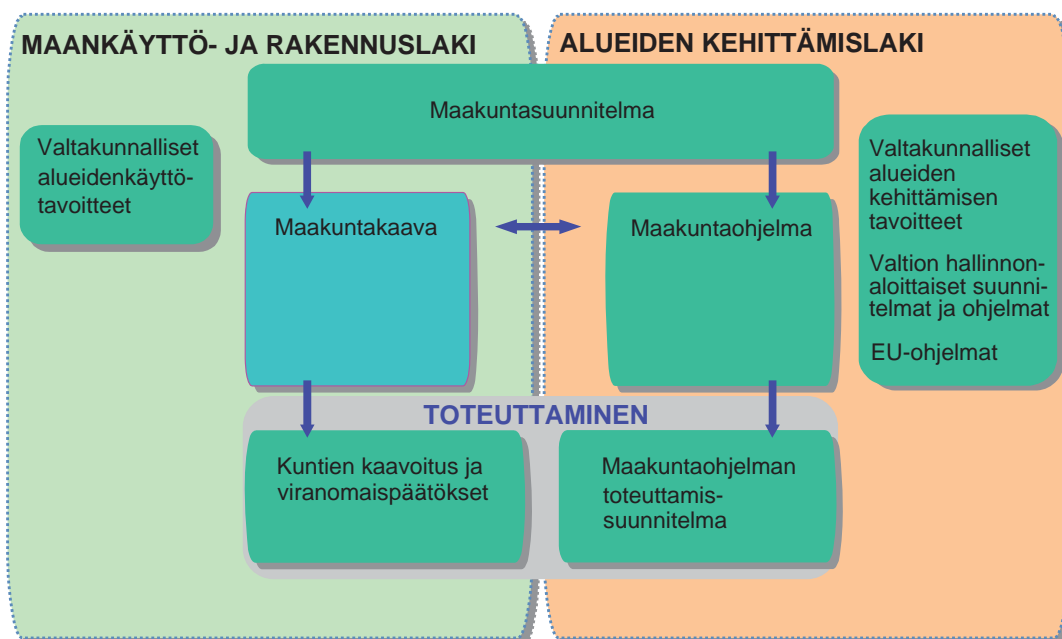 MAANKÄYTTÖ- JA RAKENNUSLAKI
ALUEIDEN KEHITTÄMISLAKI
Maakuntasuunnitelma
Valtakunnalliset
alueidenkäyttö-
tavoitteet
Maakuntakaava
Maakuntaohjelma
Valtakunnalliset
alueiden
kehittämisen
tavoitteet
Valtion hallinnon-
aloittaiset suunni-
telmat ja ohjelmat
EU-ohjelmat
TOTEUTTAMINEN
Kuntien kaavoitus ja
viranomaispäätökset
Maakuntaohjelman
toteuttamis-
suunnitelma